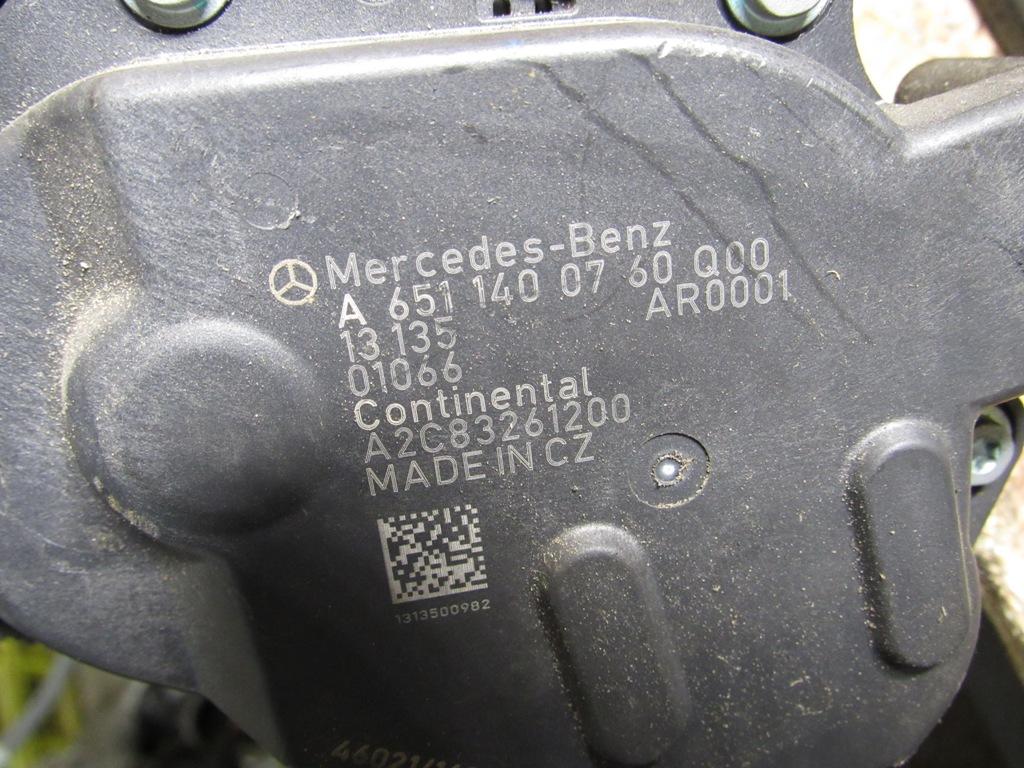 Mercedes-Benz
A 651 140 07 60 Q00
13 135 AR0001
01066
Continental
A2C83261200
MADE IN CZ
1313500982